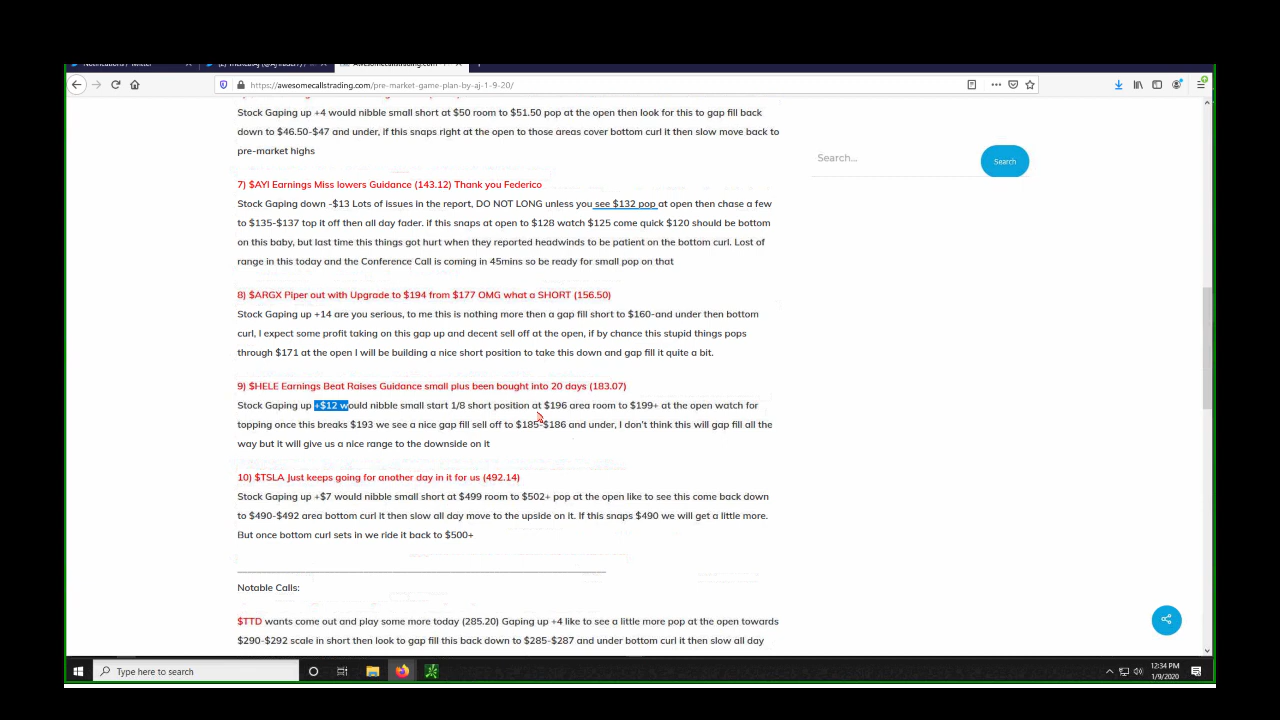 Notifications / Twitter
Awesomecallstrading.com
https://awesomecallstrading.com/pre-market-game-plan-by-aj-1-9-20/
Stock Gaping up +4 would nibble small short at $50 room to $51.50 pop at the open then look for this to gap fill back
down to $46.50-$47 and under, if this snaps right at the open to those areas cover bottom curl it then slow move back to
pre-market highs
Search...
Search
7) $AYI Earnings Miss lowers Guidance (143.12) Thank you Federico
Stock Gaping down -$13 Lots of issues in the report, DO NOT LONG unless you see $132 pop at open then chase a few
to $135-$137 top it off then all day fader. if this snaps at open to $128 watch $125 come quick $120 should be bottom
on this baby, but last time this things got hurt when they reported headwinds to be patient on the bottom curl. Lost of
range in this today and the Conference Call is coming in 45mins so be ready for small pop on that
8) $ARGX Piper out with Upgrade to $194 from $177 OMG what a SHORT (156.50)
Stock Gaping up +14 are you serious, to me this is nothing more then a gap fill short to $160-and under then bottom
curl, I expect some profit taking on this gap up and decent sell off at the open, if by chance this stupid things pops
through $171 at the open I will be building a nice short position to take this down and gap fill it quite a bit.
9) $HELE Earnings Beat Raises Guidance small plus been bought into 20 days (183.07)
Stock Gaping up +$12 would nibble small start 1/8 short position at $196 area room to $199+ at the open watch for
topping once this breaks $193 we see a nice gap fill sell off to $185-$186 and under, I don't think this will gap fill all the
way but it will give us a nice range to the downside on it
10) $TSLA Just keeps going for another day in it for us (492.14)
Stock Gaping up +$7 would nibble small short at $499 room to $502+ pop at the open like to see this come back down
to $490-$492 area bottom curl it then slow all day move to the upside on it. If this snaps $490 we will get a little more.
But once bottom curl sets in we ride it back to $500+
Notable Calls:
$TTD wants come out and play some more today (285.20) Gaping up +4 like to see a little more pop at the open towards
$290-$292 scale in short then look to gap fill this back down to $285-$287 and under bottom curl it then slow all day
Type here to search
12:34 PM
1/9/2020